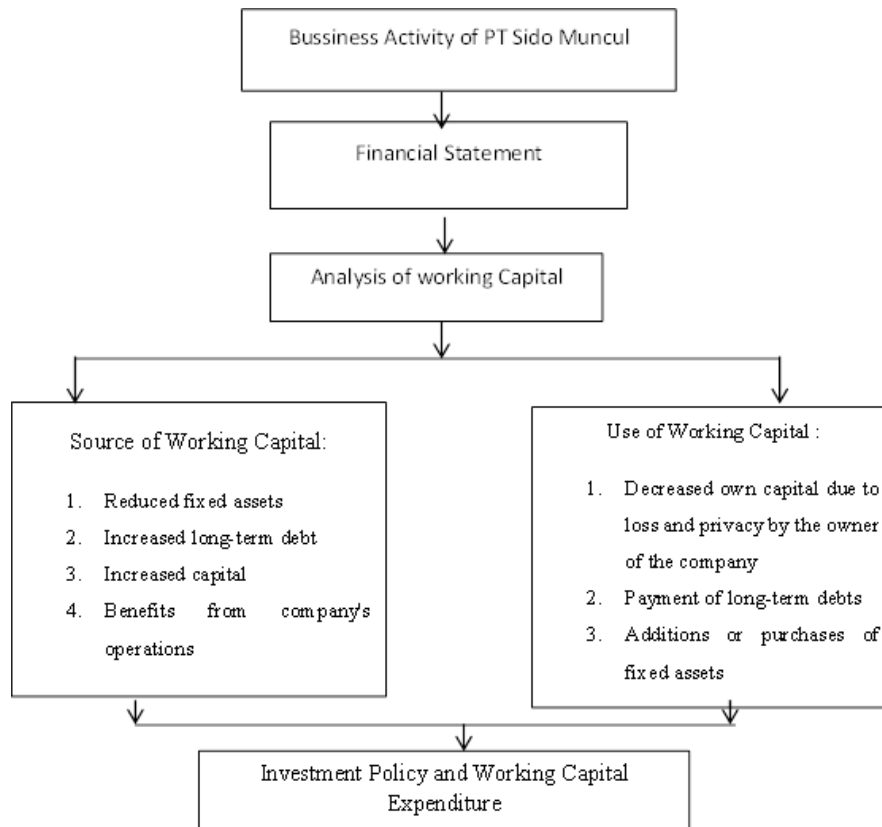 Bussiness Activity of PT Sido Muncul
Financial Statement
Analysis of working Capital
Source of Working Capital:
1. Reduced fixed assets
2. Increased long-term debt
3. Increased capital
4. Benefits from company's
operations
Use of Working Capital :
1. Decreased own capital due to
loss and privacy by the owner
of the company
2. Payment of long-term debts
3. Additions or purchases of
fixed assets
Investment Policy and Working Capital
Expenditure